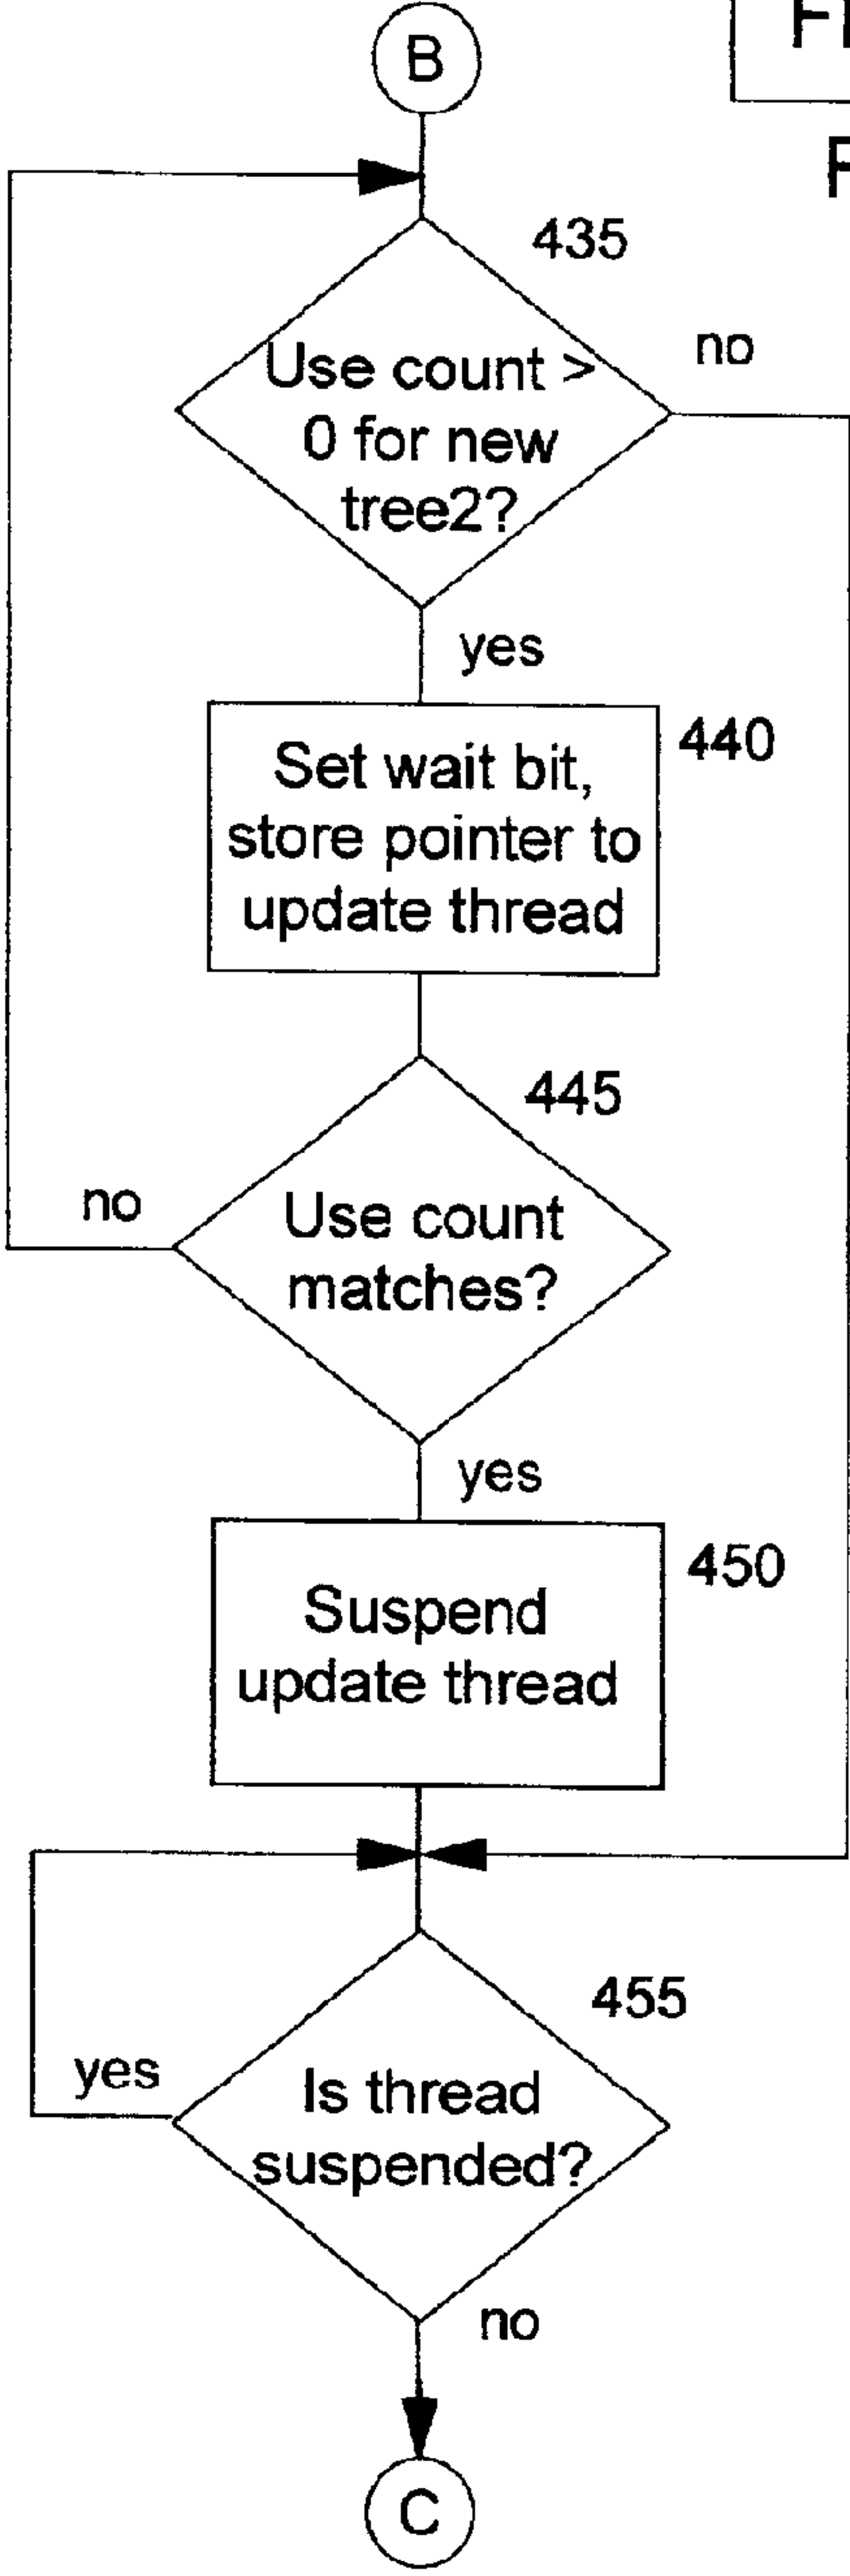 B
435
Use count >
0 for new
tree2?
no
yes
440
Set wait bit,
store pointer to
update thread
445
Use count
matches?
no
yes
450
Suspend
update thread
455
Is thread
suspended?
yes
no
C